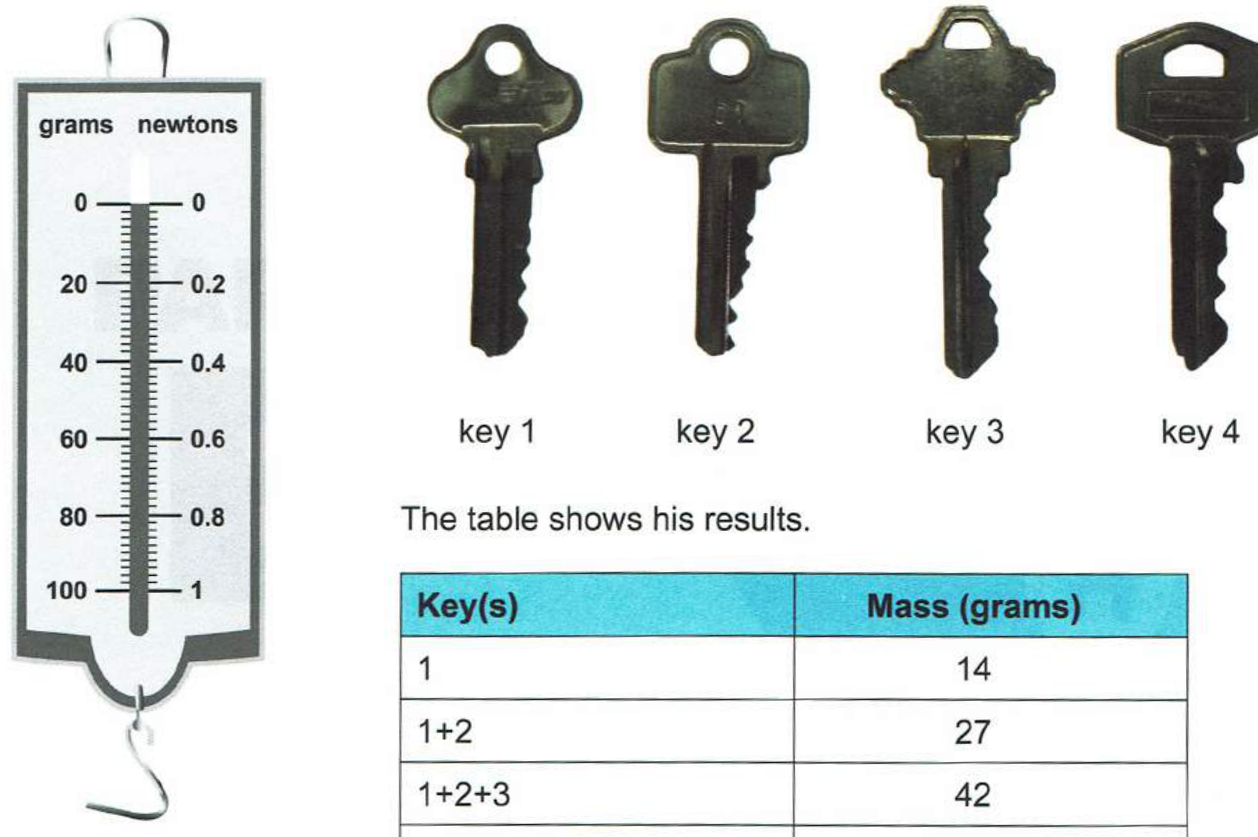 grams newtons
0 0
20 0.2
40 0.4
60 0.6
80 0.8
100 1
key 1 key 2 key 3 key 4
The table shows his results.
Key(s) Mass (grams)
1 14
1+2 27
1+2+3 42